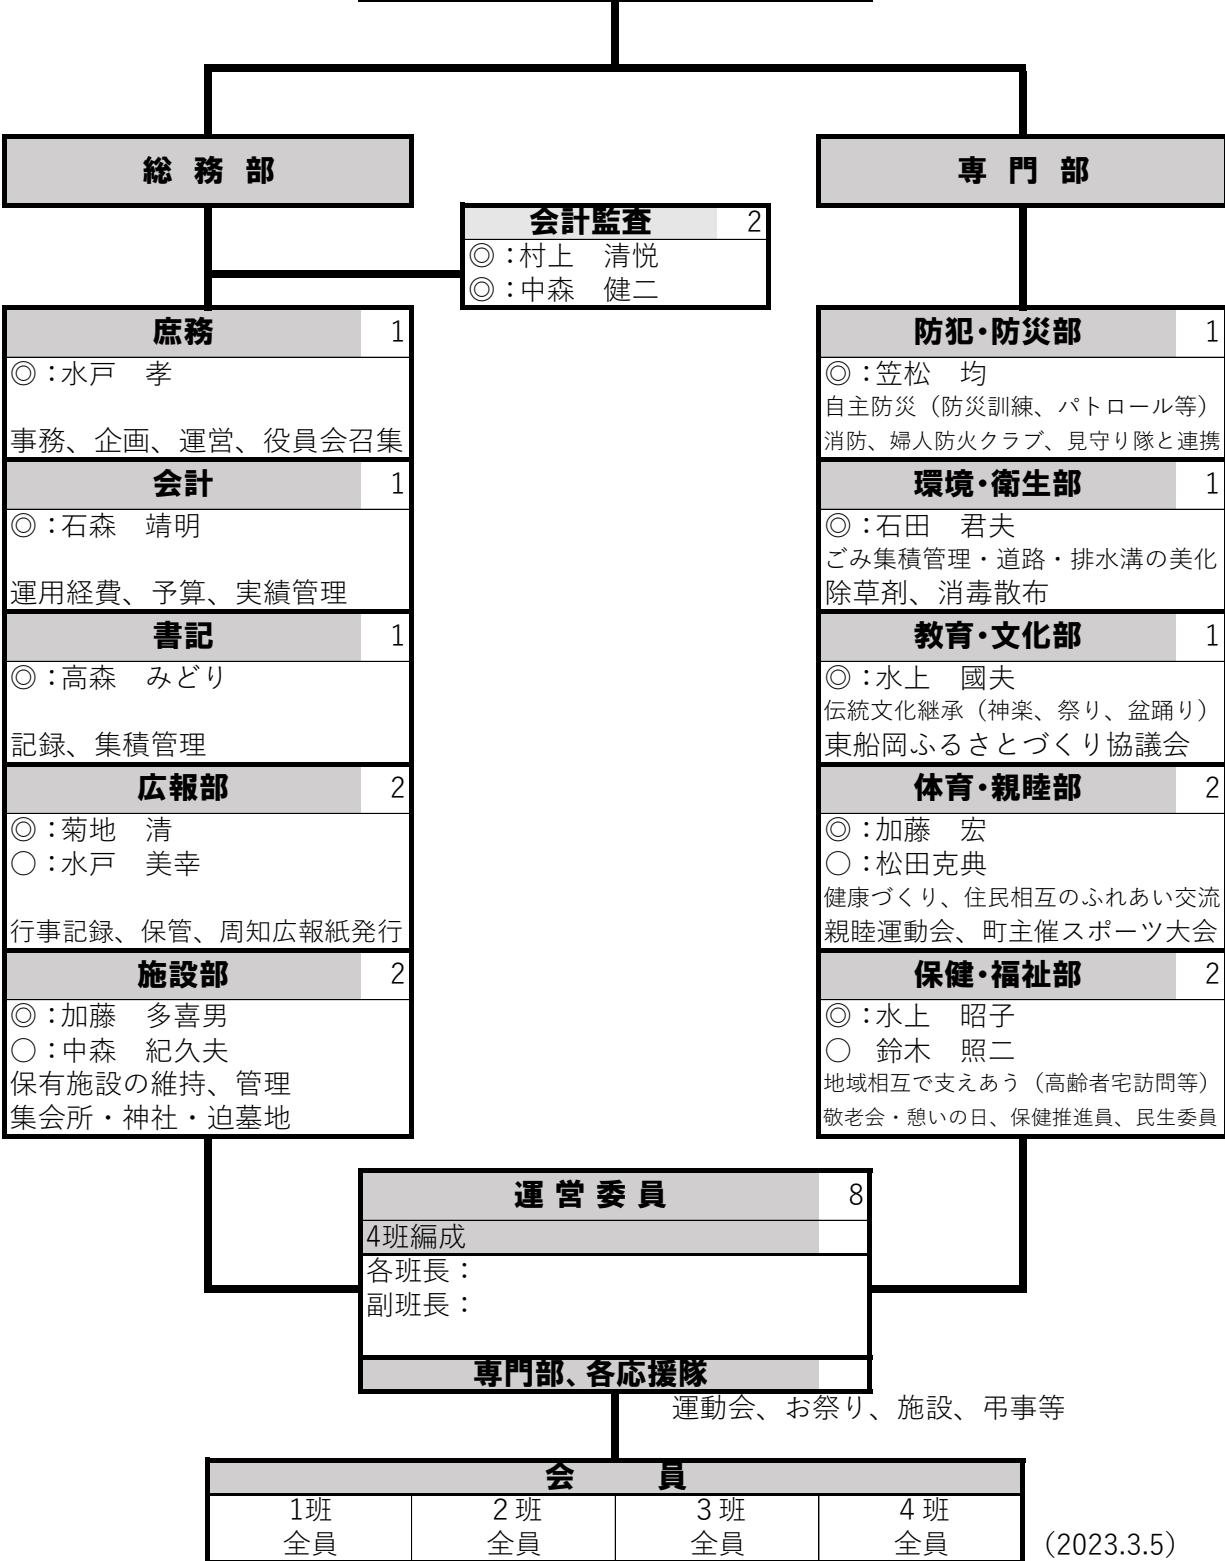 総 務 部
専 門 部
会計監査 2
◎：村上　清悦
◎：中森　健二
庶務 1
◎：水戸　孝
事務、企画、運営、役員会召集
会計 1
◎：石森　靖明
運用経費、予算、実績管理
書記 1
◎：高森　みどり
記録、集積管理
広報部 2
◎：菊地　清
○：水戸　美幸
行事記録、保管、周知広報紙発行
施設部 2
◎：加藤　多喜男
○：中森　紀久夫
保有施設の維持、管理
集会所・神社・迫墓地
防犯・防災部 1
◎：笠松　均
自主防災（防災訓練、パトロール等）
消防、婦人防火クラブ、見守り隊と連携
環境・衛生部 1
◎：石田　君夫
ごみ集積管理・道路・排水溝の美化
除草剤、消毒散布
教育・文化部 1
◎：水上　國夫
伝統文化継承（神楽、祭り、盆踊り）
東船岡ふるさとづくり協議会
体育・親睦部 2
◎：加藤　宏
○：松田克典
健康づくり、住民相互のふれあい交流
親睦運動会、町主催スポーツ大会
保健・福祉部 2
◎：水上　昭子
○　鈴木　照二
地域相互で支えあう（高齢者宅訪問等）
敬老会・憩いの日、保健推進員、民生委員
運 営 委 員 8
4班編成
各班長：
副班長：
専門部、各応援隊
運動会、お祭り、施設、弔事等
会　　員
1班 ２班 ３班 ４班
全員 全員 全員 全員
（2023.3.5）